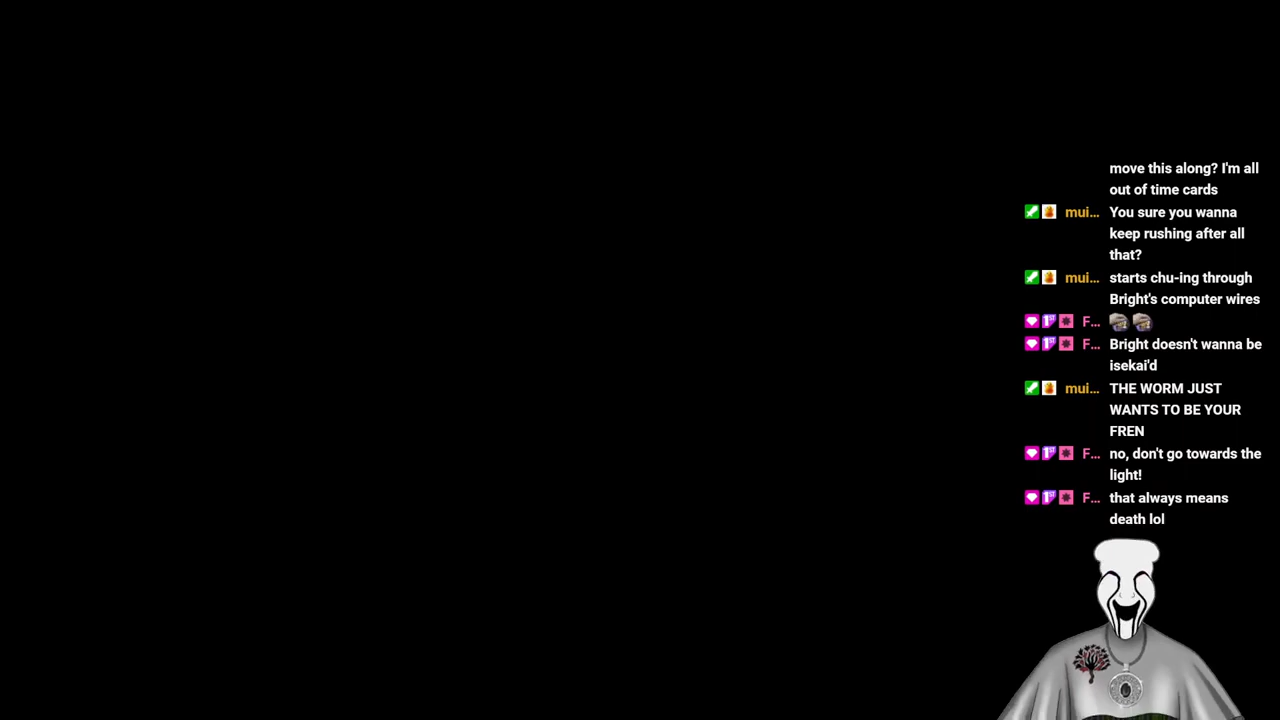 move this along? I'm all
out of time cards
mui... You sure you wanna
keep rushing after all
that?
mui... starts chu-ing through
Bright's computer wires
F...
F... Bright doesn't wanna be
isekai'd
mui... THE WORM JUST
WANTS TO BE YOUR
FREN
F... no, don't go towards the
light!
F... that always means
death lol